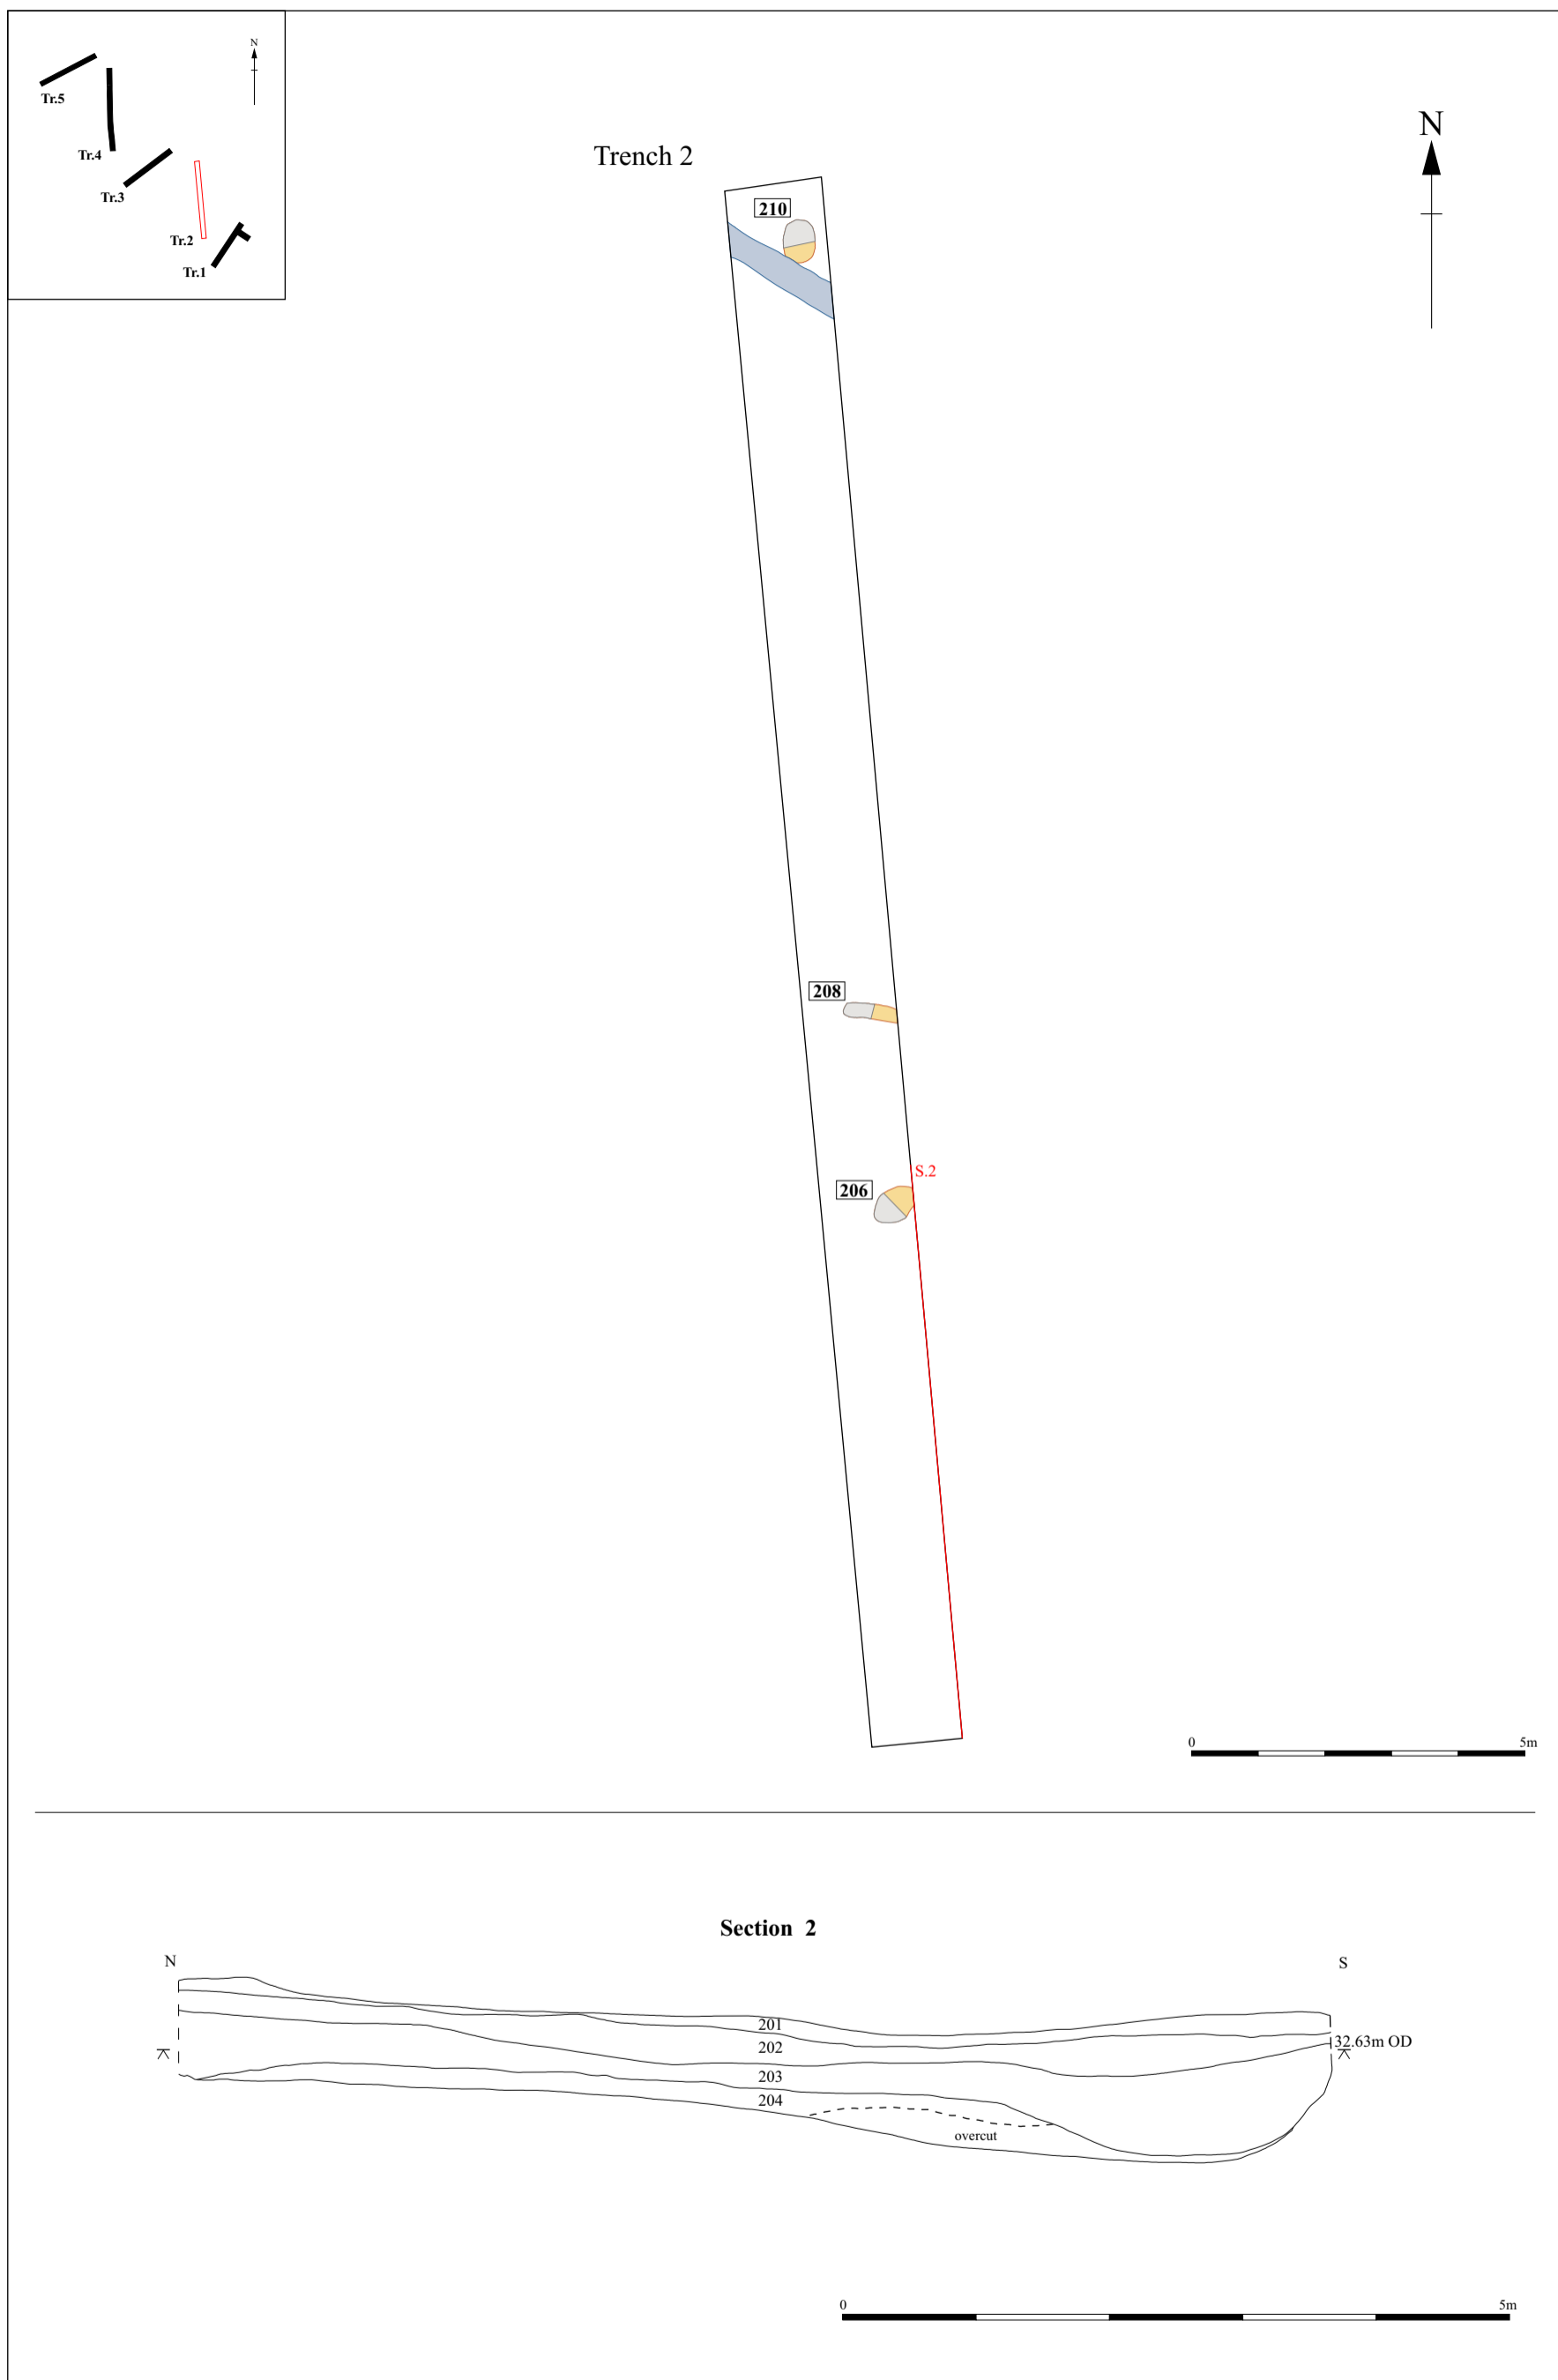 N
Tr.5
Tr.4
Tr.3
Tr.2
Tr.1
N
Trench 2
210
208
S.2
206
0 5m
Section 2
N S
201
32.63m OD
202
203
204
overcut
0 5m